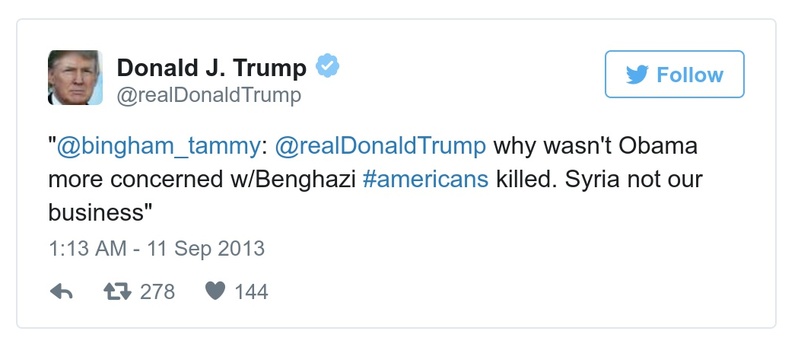 Donald J. Trump
@realDonaldTrump
Follow
"@bingham_tammy: @realDonaldTrump why wasn't Obama
more concerned w/Benghazi #americans killed. Syria not our
business"
1:13 AM - 11 Sep 2013
278 144